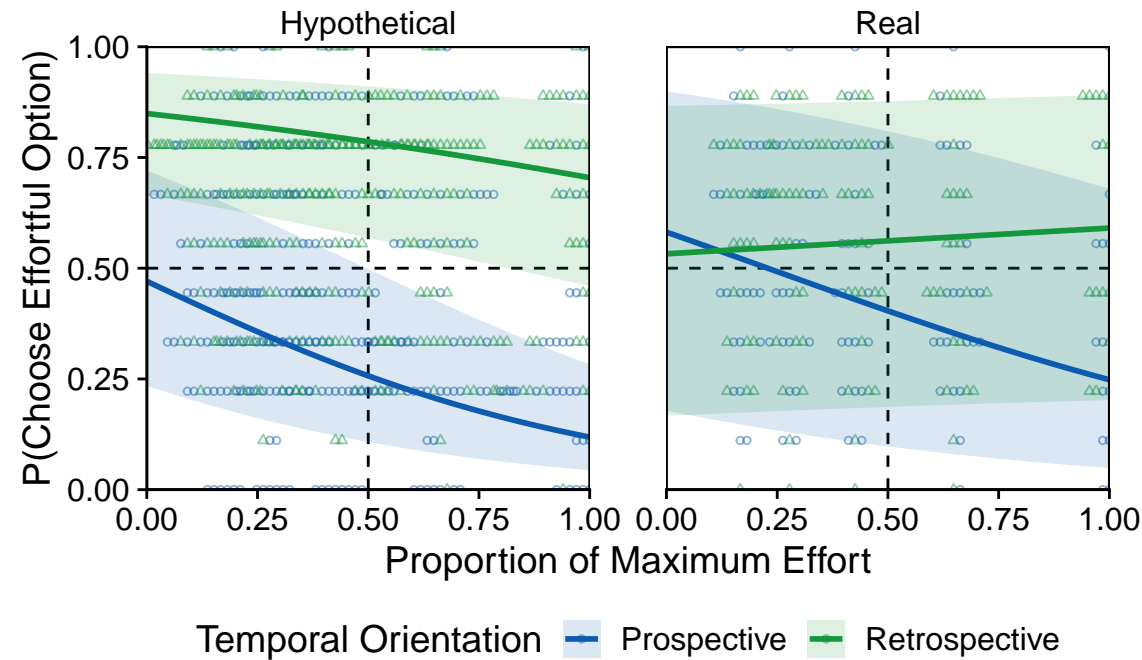 Hypothetical Real
P(Choose Effortful Option)
1.00
0.75
0.50
0.25
0.00
0.00 0.25 0.50 0.75 1.00 0.00 0.25 0.50 0.75 1.00
Proportion of Maximum Effort
Temporal Orientation Prospective Retrospective